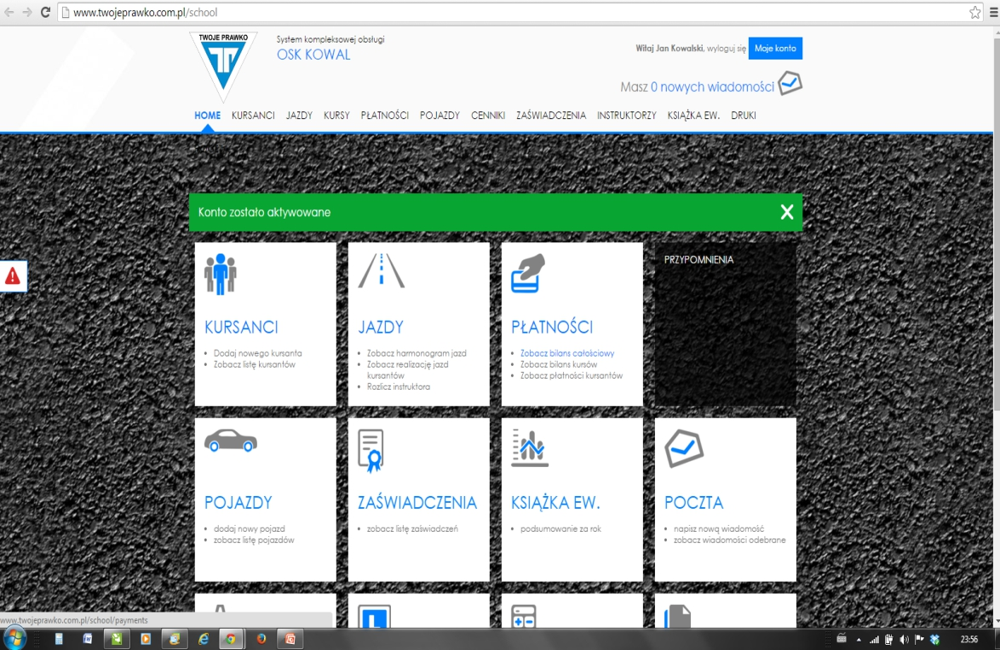 www.twojeprawko.com.pl/school
TWOJE PRAWKO
System kompleksowej obsługi
OSK KOWAL
Witaj Jan Kowalski, wyloguj się Moje konto
Masz 0 nowych wiadomości
HOME KURSANCI JAZDY KURSY PŁATNOŚCI POJAZDY CENNIKI ZAŚWIADCZENIA INSTRUKTORZY KSIĄŻKA EW. DRUKI
Konto zostało aktywowane X
KURSANCI
Dodaj nowego kursanta
Zobacz listę kursantów
JAZDY
Zobacz harmonogram jazd
Zobacz realizację jazd
kursantów
Rozlicz instruktora
PŁATNOŚCI
Zobacz bilans całościowy
Zobacz bilans kursów
Zobacz płatności kursantów
PRZYPOMNIENIA
POJAZDY
dodaj nowy pojazd
zobacz listę pojazdów
ZAŚWIADCZENIA
zobacz listę zaświadczeń
KSIĄŻKA EW.
podsumowanie za rok
POCZTA
napisz nową wiadomość
zobacz wiadomości odebrane
L
www.twojeprawko.com.pl/school/payments
23:56